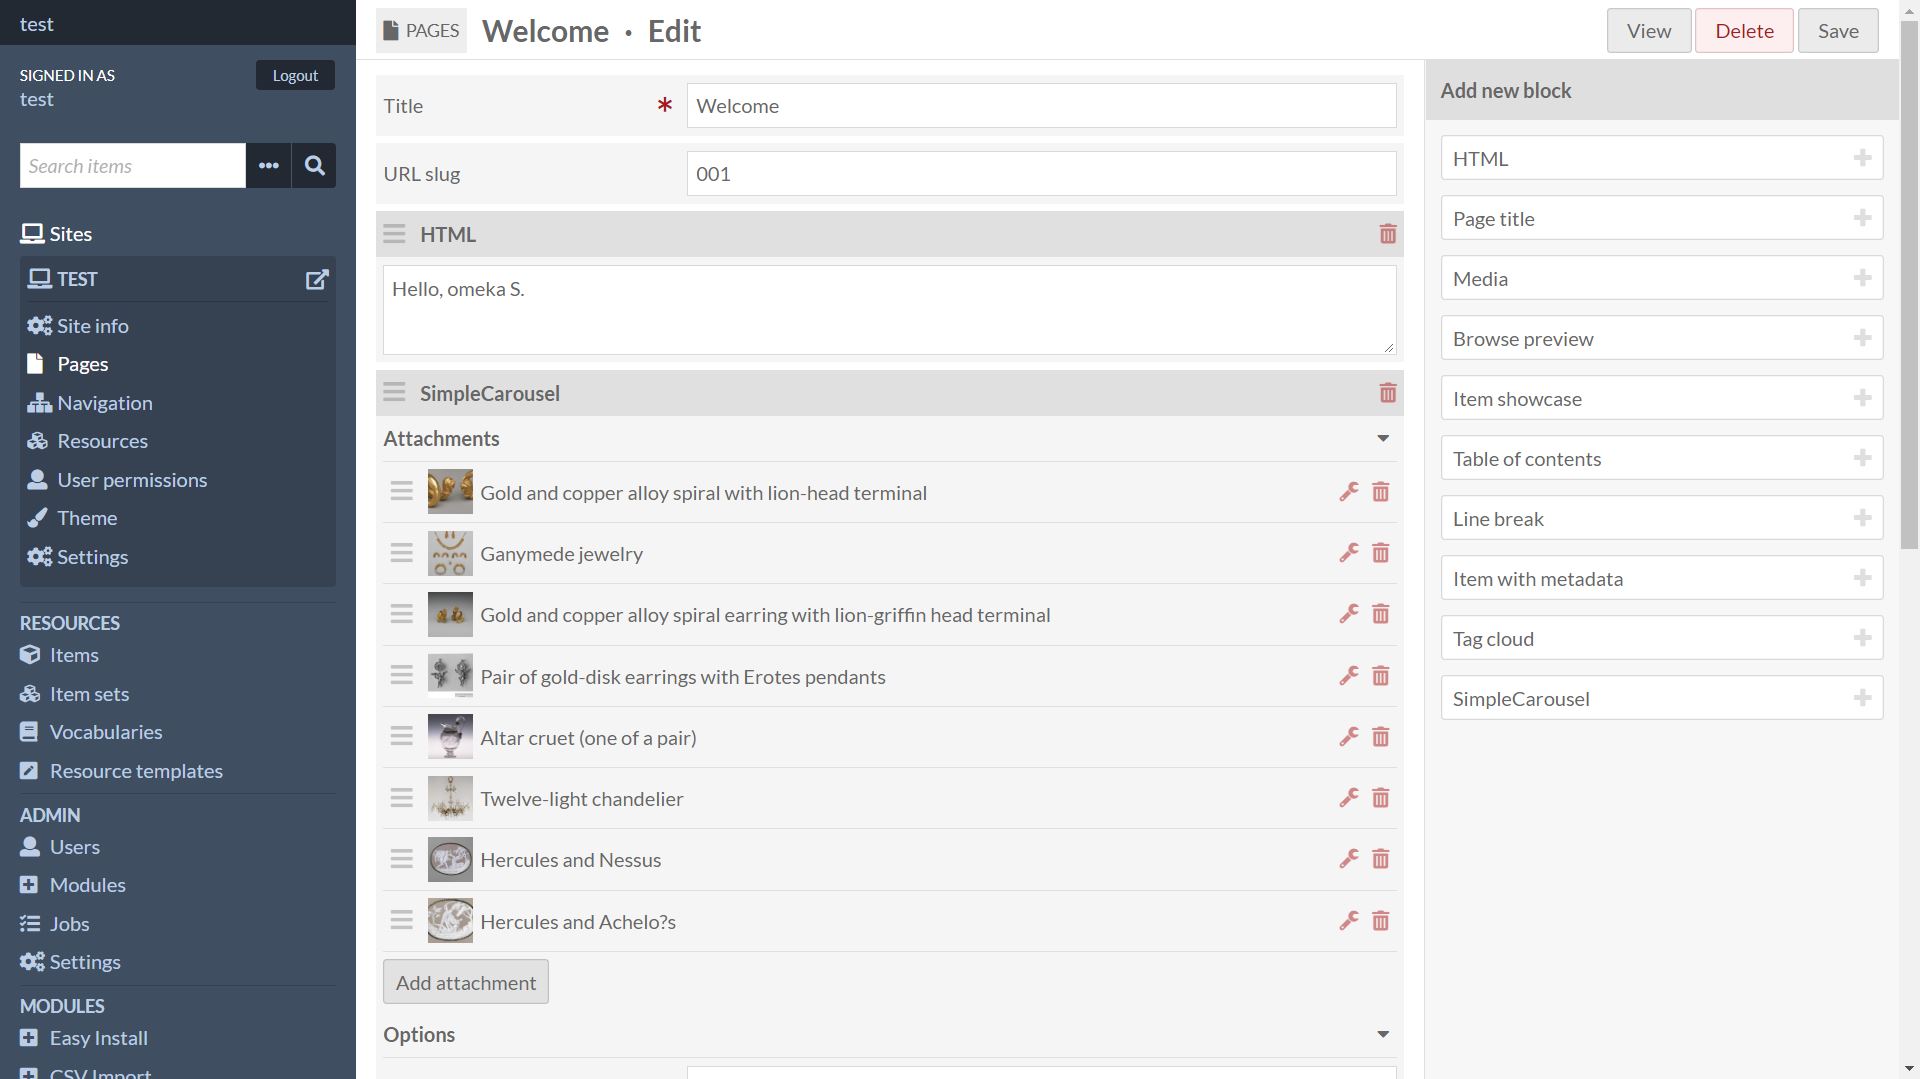 test
SIGNED IN AS
test
Logout
Search items
Sites
TEST
Site info
Pages
Navigation
Resources
User permissions
Theme
Settings
RESOURCES
Items
Item sets
Vocabularies
Resource templates
ADMIN
Users
Modules
Jobs
Settings
MODULES
Easy Install
CSV Import
PAGES
Welcome · Edit
View
Delete
Save
Title * Welcome
URL slug 001
HTML
Hello, omeka S.
SimpleCarousel
Attachments
Gold and copper alloy spiral with lion-head terminal
Ganymede jewelry
Gold and copper alloy spiral earring with lion-griffin head terminal
Pair of gold-disk earrings with Erotes pendants
Altar cruet (one of a pair)
Twelve-light chandelier
Hercules and Nessus
Hercules and Achelo?s
Add attachment
Options
Add new block
HTML
Page title
Media
Browse preview
Item showcase
Table of contents
Line break
Item with metadata
Tag cloud
SimpleCarousel